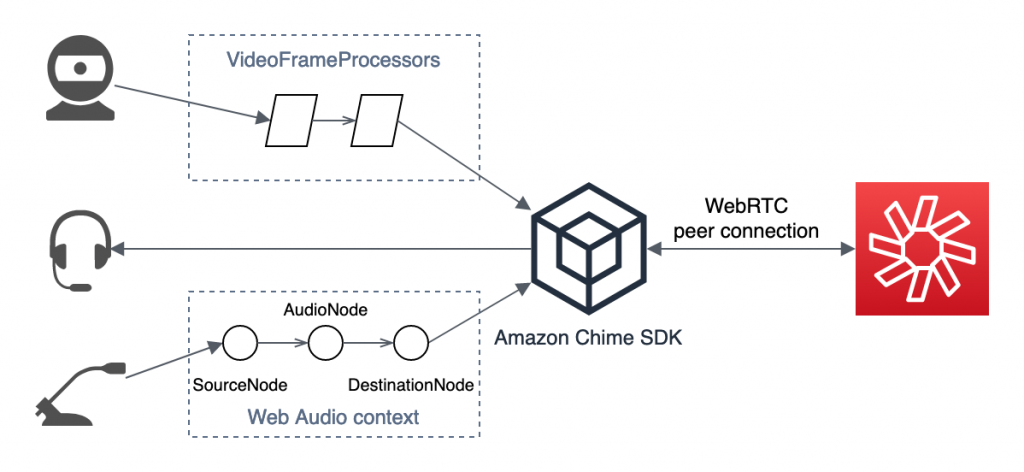 VideoFrameProcessors
WebRTC
peer connection
Amazon Chime SDK
AudioNode
SourceNode
DestinationNode
Web Audio context